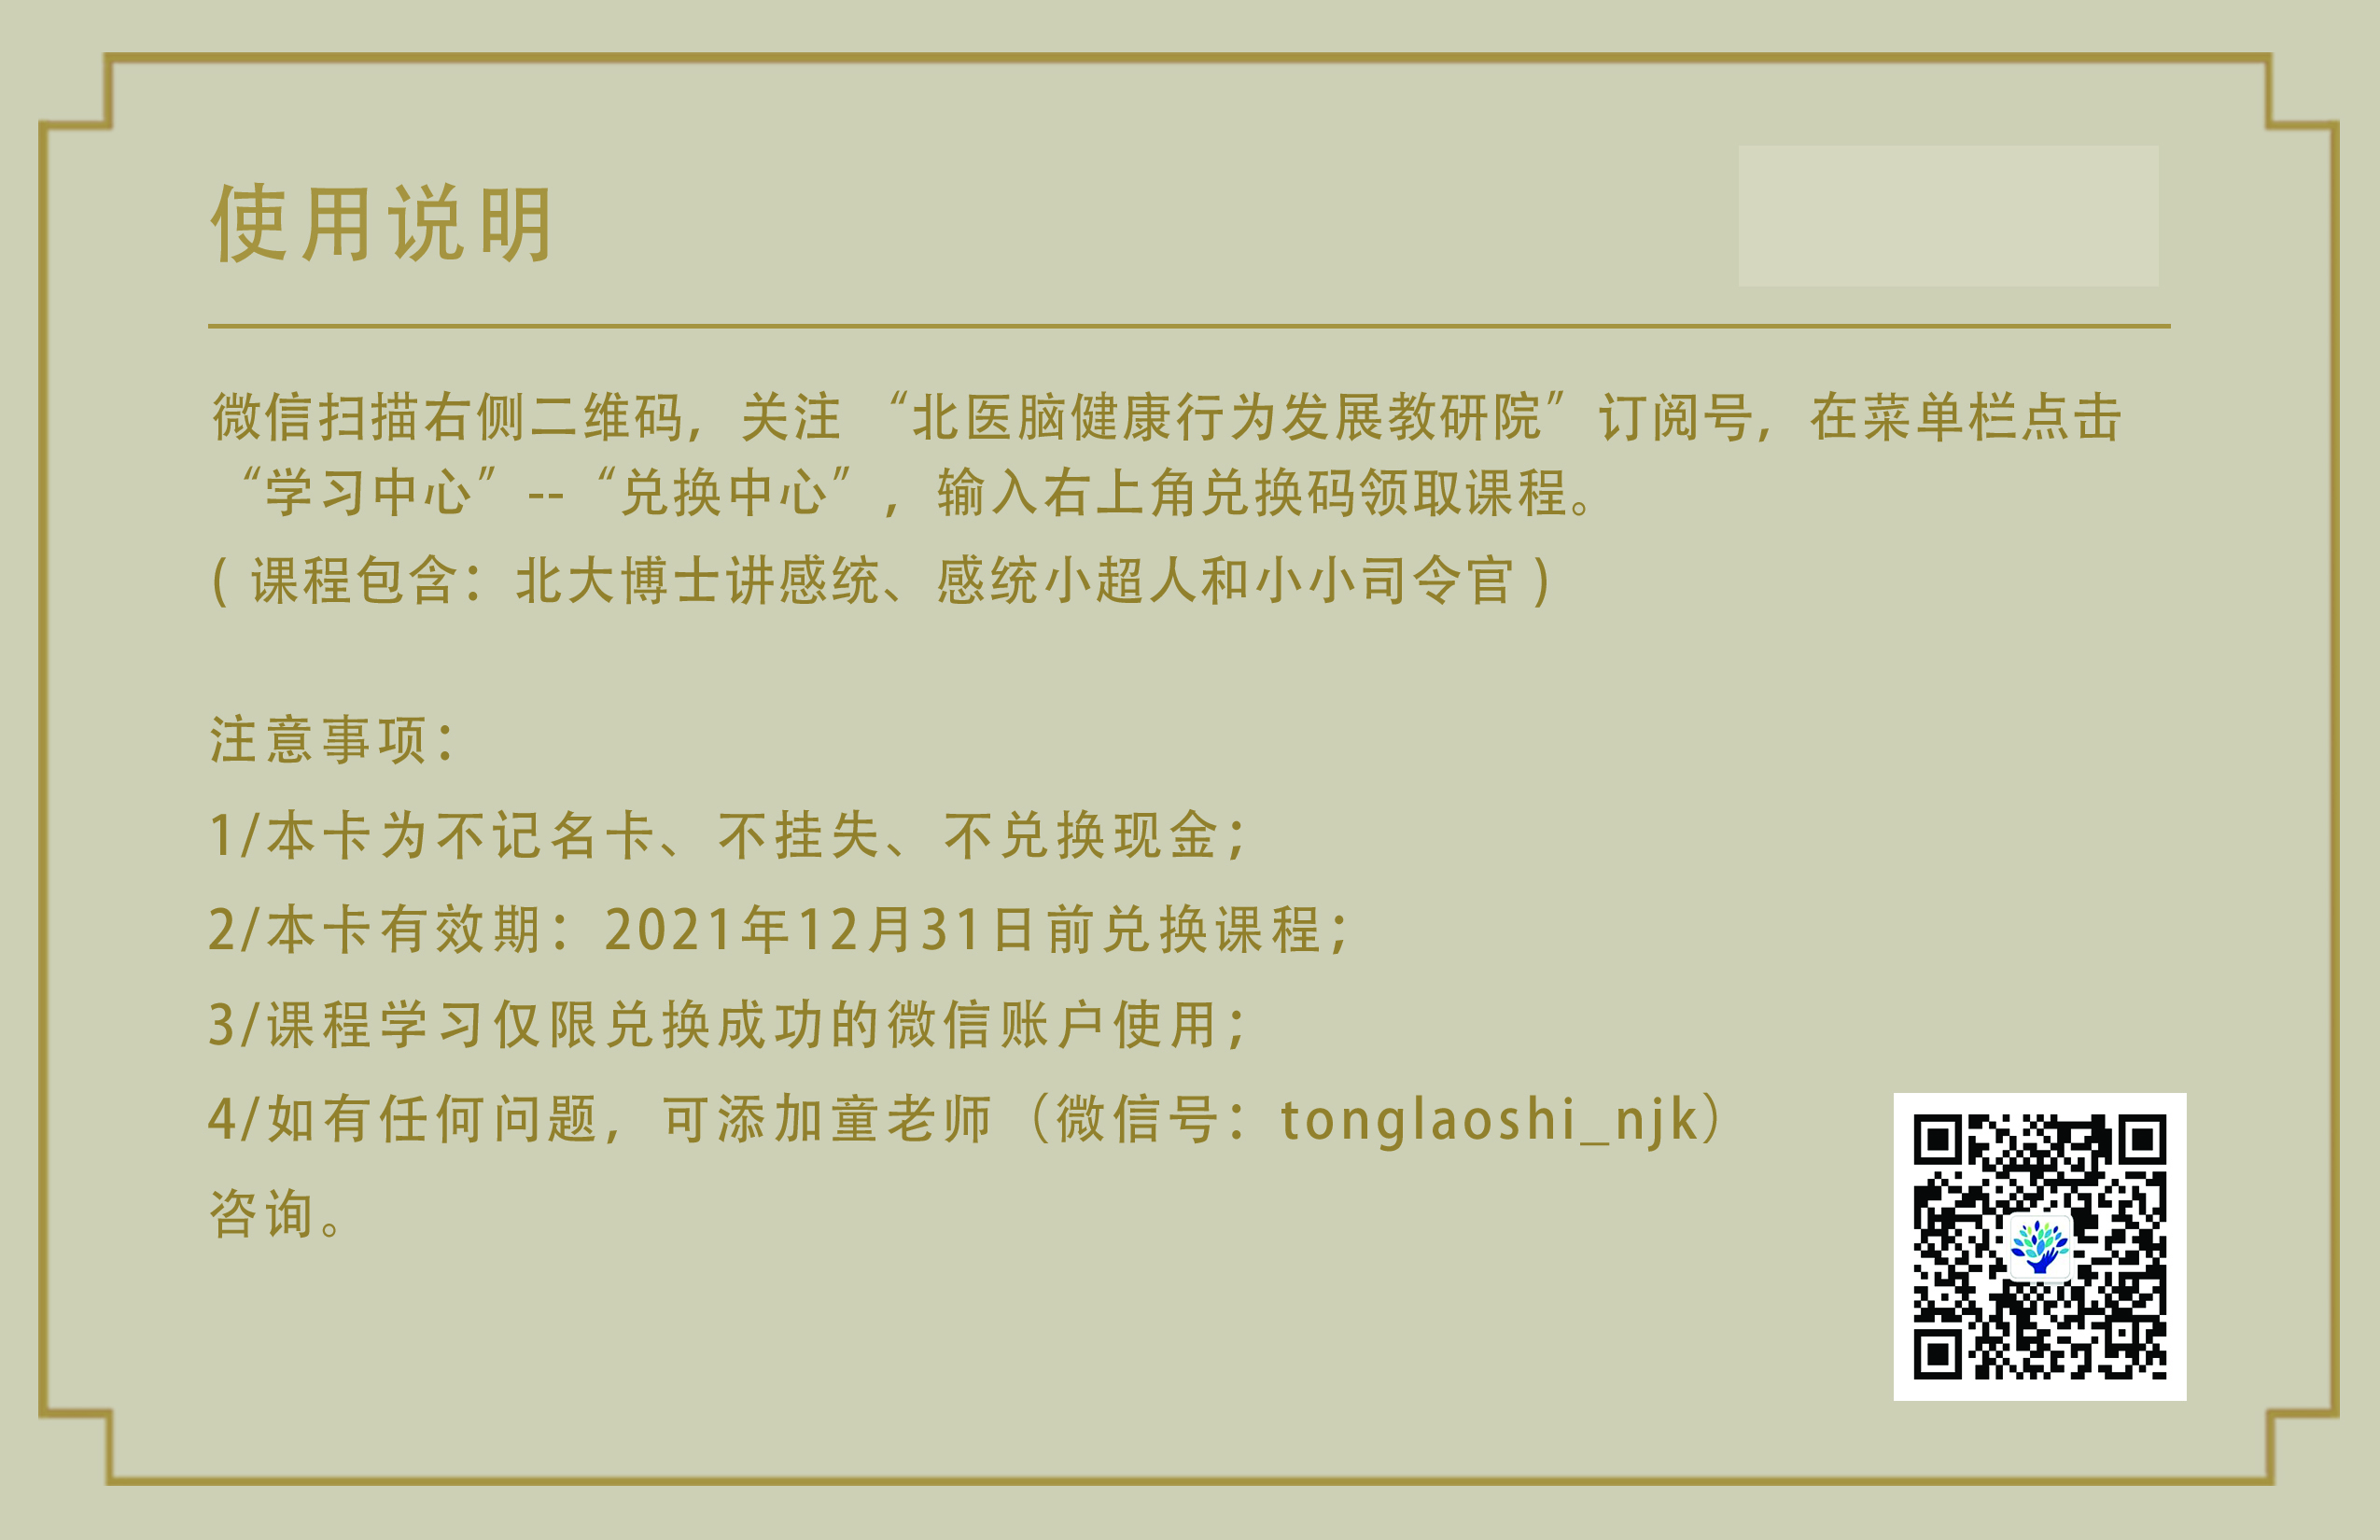 使用说明
微信扫描右侧二维码，关注 “北医脑健康行为发展教研院”订阅号，在菜单栏点击
“学习中心”--“兑换中心”，输入右上角兑换码领取课程。
( 课程包含：北大博士讲感统、感统小超人和小小司令官 )
注意事项：
1/本卡为不记名卡、不挂失、不兑换现金；
2/本卡有效期：2021年12月31日前兑换课程；
3/课程学习仅限兑换成功的微信账户使用；
4/如有任何问题，可添加童老师（微信号：tonglaoshi_njk）
咨询。